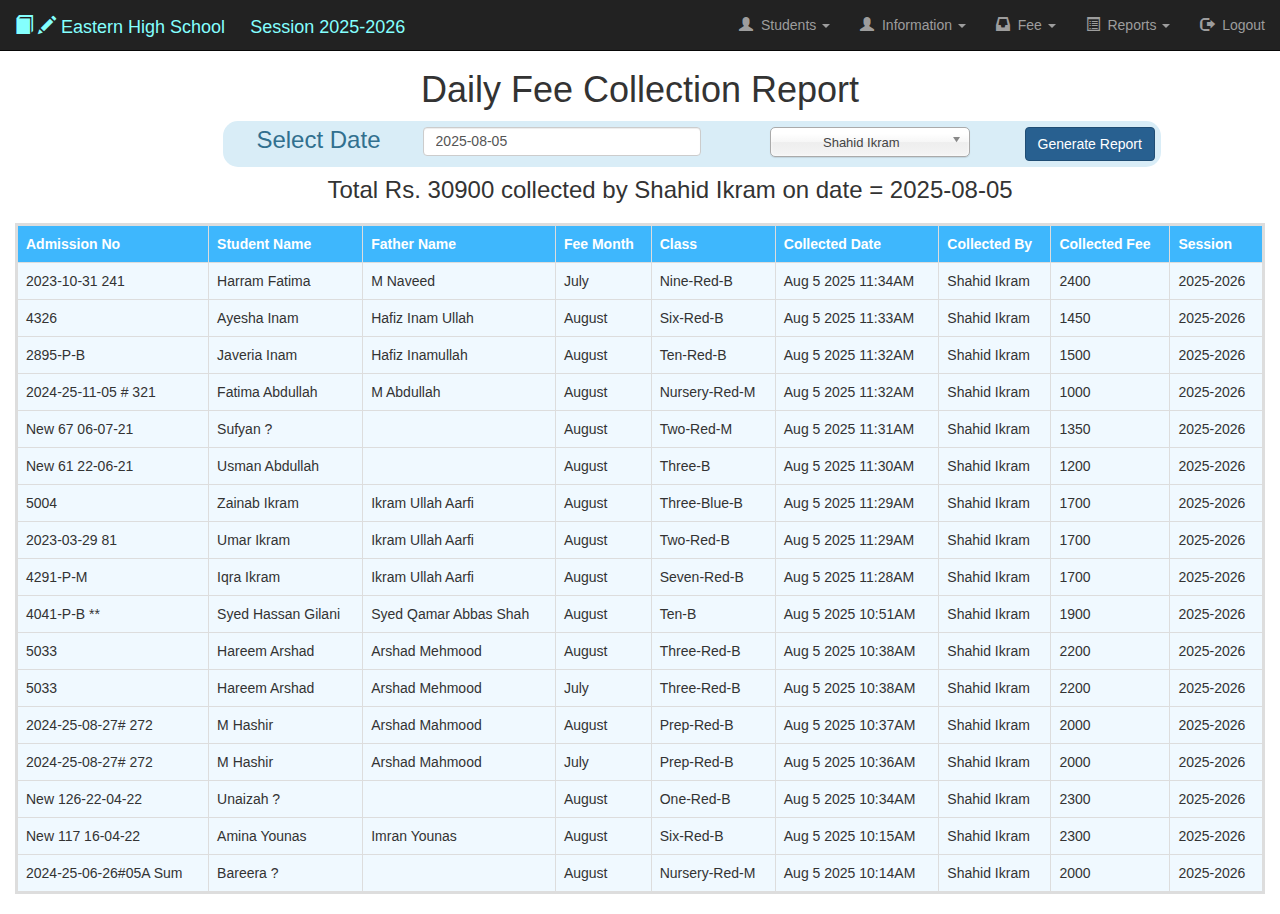 Eastern High School Session 2025-2026 Students Information Fee Reports Logout
Daily Fee Collection Report
Select Date 2025-08-05 Shahid Ikram Generate Report
Total Rs. 30900 collected by Shahid Ikram on date = 2025-08-05
Admission No Student Name Father Name Fee Month Class Collected Date Collected By Collected Fee Session
2023-10-31 241 Harram Fatima M Naveed July Nine-Red-B Aug 5 2025 11:34AM Shahid Ikram 2400 2025-2026
4326 Ayesha Inam Hafiz Inam Ullah August Six-Red-B Aug 5 2025 11:33AM Shahid Ikram 1450 2025-2026
2895-P-B Javeria Inam Hafiz Inamullah August Ten-Red-B Aug 5 2025 11:32AM Shahid Ikram 1500 2025-2026
2024-25-11-05 # 321 Fatima Abdullah M Abdullah August Nursery-Red-M Aug 5 2025 11:32AM Shahid Ikram 1000 2025-2026
New 67 06-07-21 Sufyan ? August Two-Red-M Aug 5 2025 11:31AM Shahid Ikram 1350 2025-2026
New 61 22-06-21 Usman Abdullah August Three-B Aug 5 2025 11:30AM Shahid Ikram 1200 2025-2026
5004 Zainab Ikram Ikram Ullah Aarfi August Three-Blue-B Aug 5 2025 11:29AM Shahid Ikram 1700 2025-2026
2023-03-29 81 Umar Ikram Ikram Ullah Aarfi August Two-Red-B Aug 5 2025 11:29AM Shahid Ikram 1700 2025-2026
4291-P-M Iqra Ikram Ikram Ullah Aarfi August Seven-Red-B Aug 5 2025 11:28AM Shahid Ikram 1700 2025-2026
4041-P-B ** Syed Hassan Gilani Syed Qamar Abbas Shah August Ten-B Aug 5 2025 10:51AM Shahid Ikram 1900 2025-2026
5033 Hareem Arshad Arshad Mehmood August Three-Red-B Aug 5 2025 10:38AM Shahid Ikram 2200 2025-2026
5033 Hareem Arshad Arshad Mehmood July Three-Red-B Aug 5 2025 10:38AM Shahid Ikram 2200 2025-2026
2024-25-08-27# 272 M Hashir Arshad Mahmood August Prep-Red-B Aug 5 2025 10:37AM Shahid Ikram 2000 2025-2026
2024-25-08-27# 272 M Hashir Arshad Mahmood July Prep-Red-B Aug 5 2025 10:36AM Shahid Ikram 2000 2025-2026
New 126-22-04-22 Unaizah ? August One-Red-B Aug 5 2025 10:34AM Shahid Ikram 2300 2025-2026
New 117 16-04-22 Amina Younas Imran Younas August Six-Red-B Aug 5 2025 10:15AM Shahid Ikram 2300 2025-2026
2024-25-06-26#05A Sum Bareera ? August Nursery-Red-M Aug 5 2025 10:14AM Shahid Ikram 2000 2025-2026